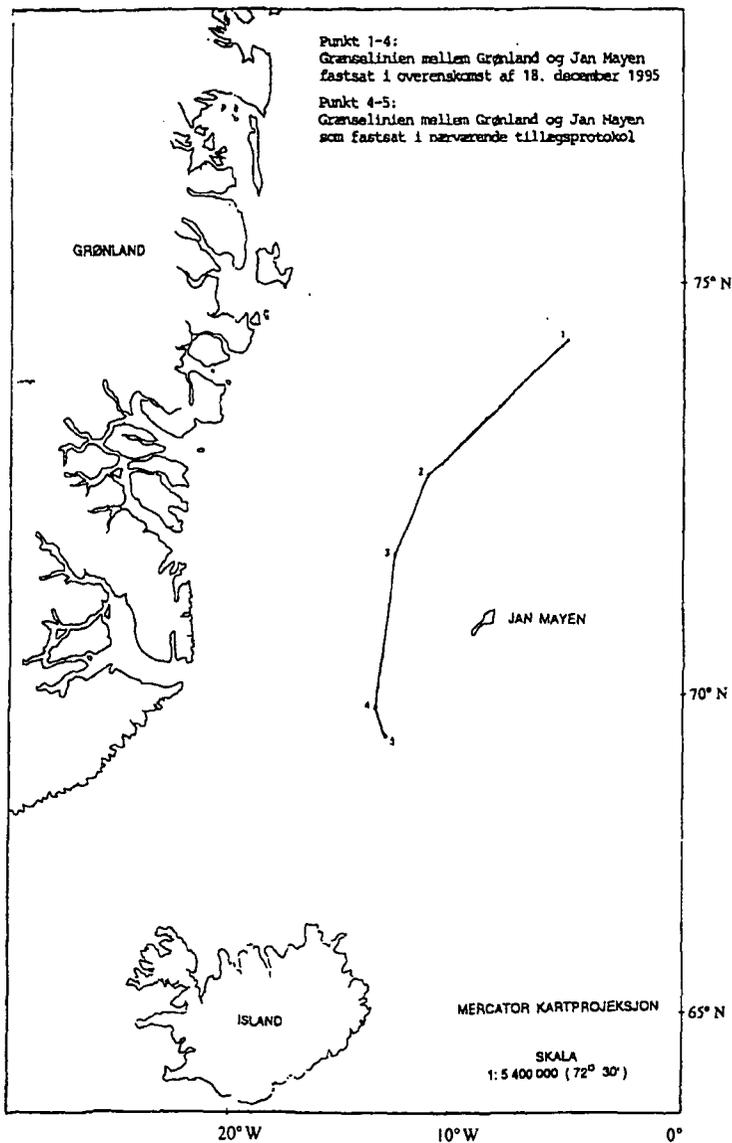 Punkt 1-4:
Grænselinien mellem Grønland og Jan Mayen
fastsat i overenskomst af 18. december 1995
Punkt 4-5:
Grænselinien mellem Grønland og Jan Mayen
som fastsat i nærværende tillægsprotokol
GRØNLAND
75° N
1
2
3
JAN MAYEN
70° N
4
5
ISLAND
MERCATOR KARTPROJEKSJON
65° N
SKALA
1: 5 400 000 ( 72° 30' )
20° W
10° W
0°